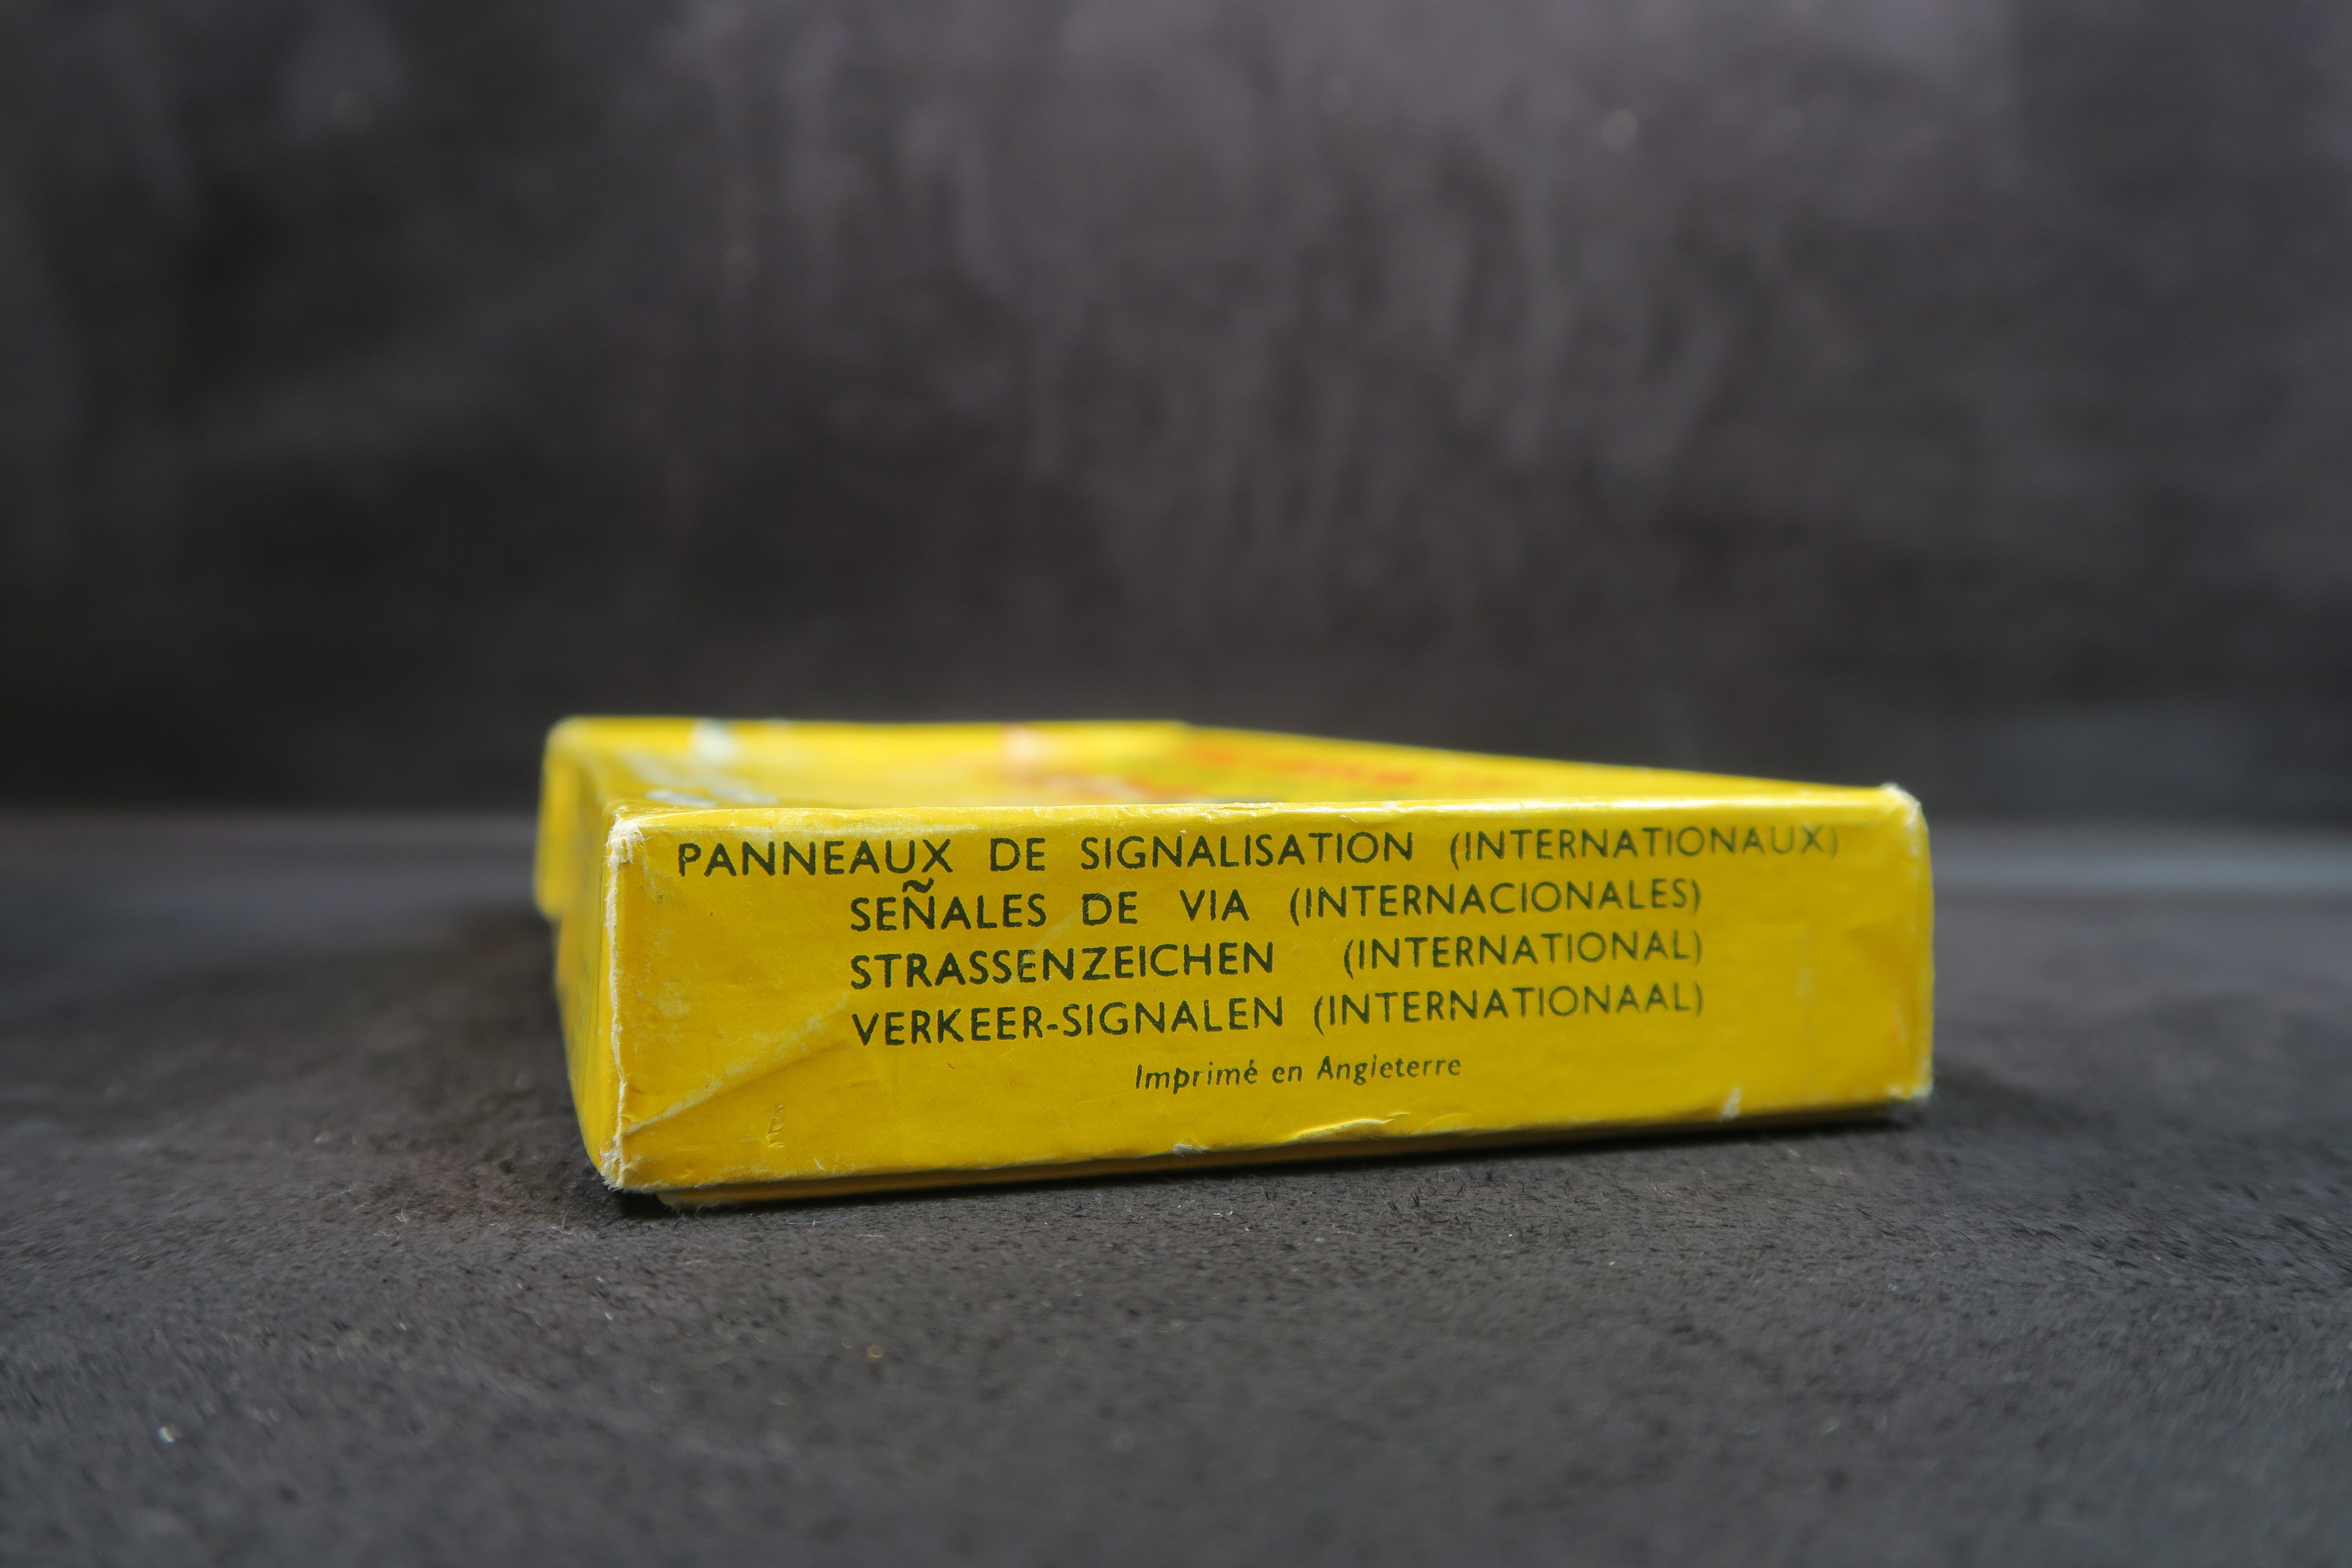 PANNEAUX DE SIGNALISATION (INTERNATIONAUX)
SEÑALES DE VIA (INTERNACIONALES)
STRASSENZEICHEN (INTERNATIONAL)
VERKEER-SIGNALEN (INTERNATIONAAL)
Imprimé en Angleterre